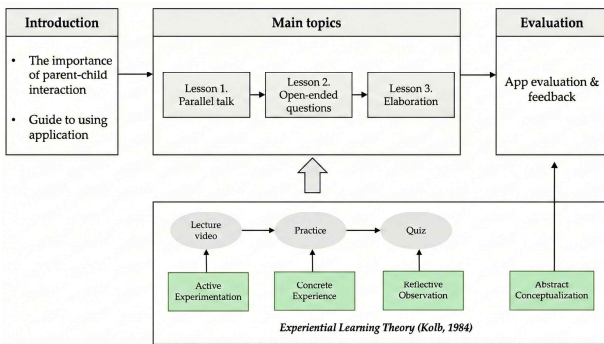 Introduction
• The importance
of parent-child
interaction
• Guide to using
application
Main topics
Lesson 1.
Parallel talk
Lesson 2.
Open-ended
questions
Lesson 3.
Elaboration
Evaluation
App evaluation &
feedback
Lecture
video
Practice
Quiz
Active
Experimentation
Concrete
Experience
Reflective
Observation
Abstract
Conceptualization
Experiential Learning Theory (Kolb, 1984)